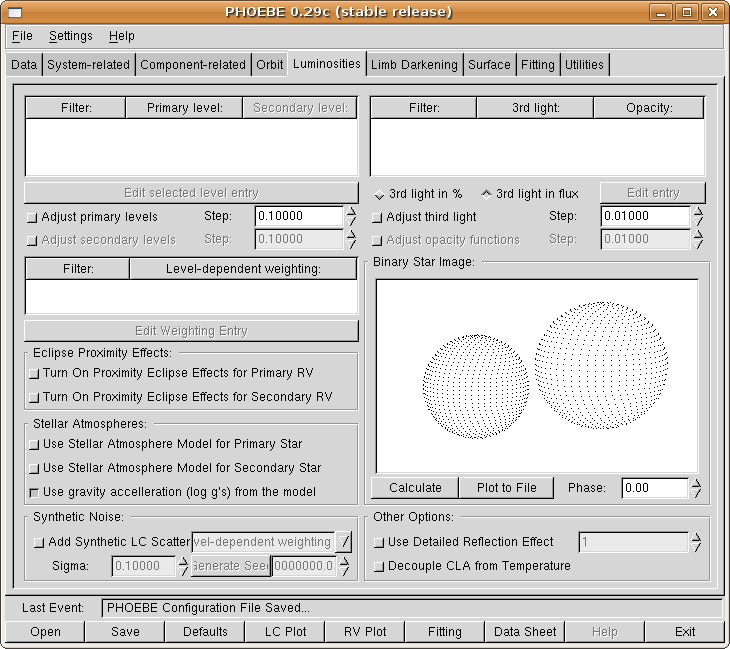 PHOEBE 0.29c (stable release)
File Settings Help
Data System-related Component-related Orbit Luminosities Limb Darkening Surface Fitting Utilities
Filter: Primary level: Secondary level: Filter: 3rd light: Opacity:
Edit selected level entry 3rd light in % 3rd light in flux Edit entry
Adjust primary levels Step: 0.10000 Adjust third light Step: 0.01000
Adjust secondary levels Step: 0.10000 Adjust opacity functions Step: 0.01000
Filter: Level-dependent weighting: Binary Star Image:
Edit Weighting Entry
Eclipse Proximity Effects:
Turn On Proximity Eclipse Effects for Primary RV
Turn On Proximity Eclipse Effects for Secondary RV
Stellar Atmospheres:
Use Stellar Atmosphere Model for Primary Star
Use Stellar Atmosphere Model for Secondary Star
Use gravity accelleration (log g's) from the model Calculate Plot to File Phase: 0.00
Synthetic Noise: Other Options:
Add Synthetic LC Scatter vel-dependent weighting Use Detailed Reflection Effect 1
Sigma: 0.10000 Generate Seed 0000000.0 Decouple CLA from Temperature
Last Event: PHOEBE Configuration File Saved...
Open Save Defaults LC Plot RV Plot Fitting Data Sheet Help Exit